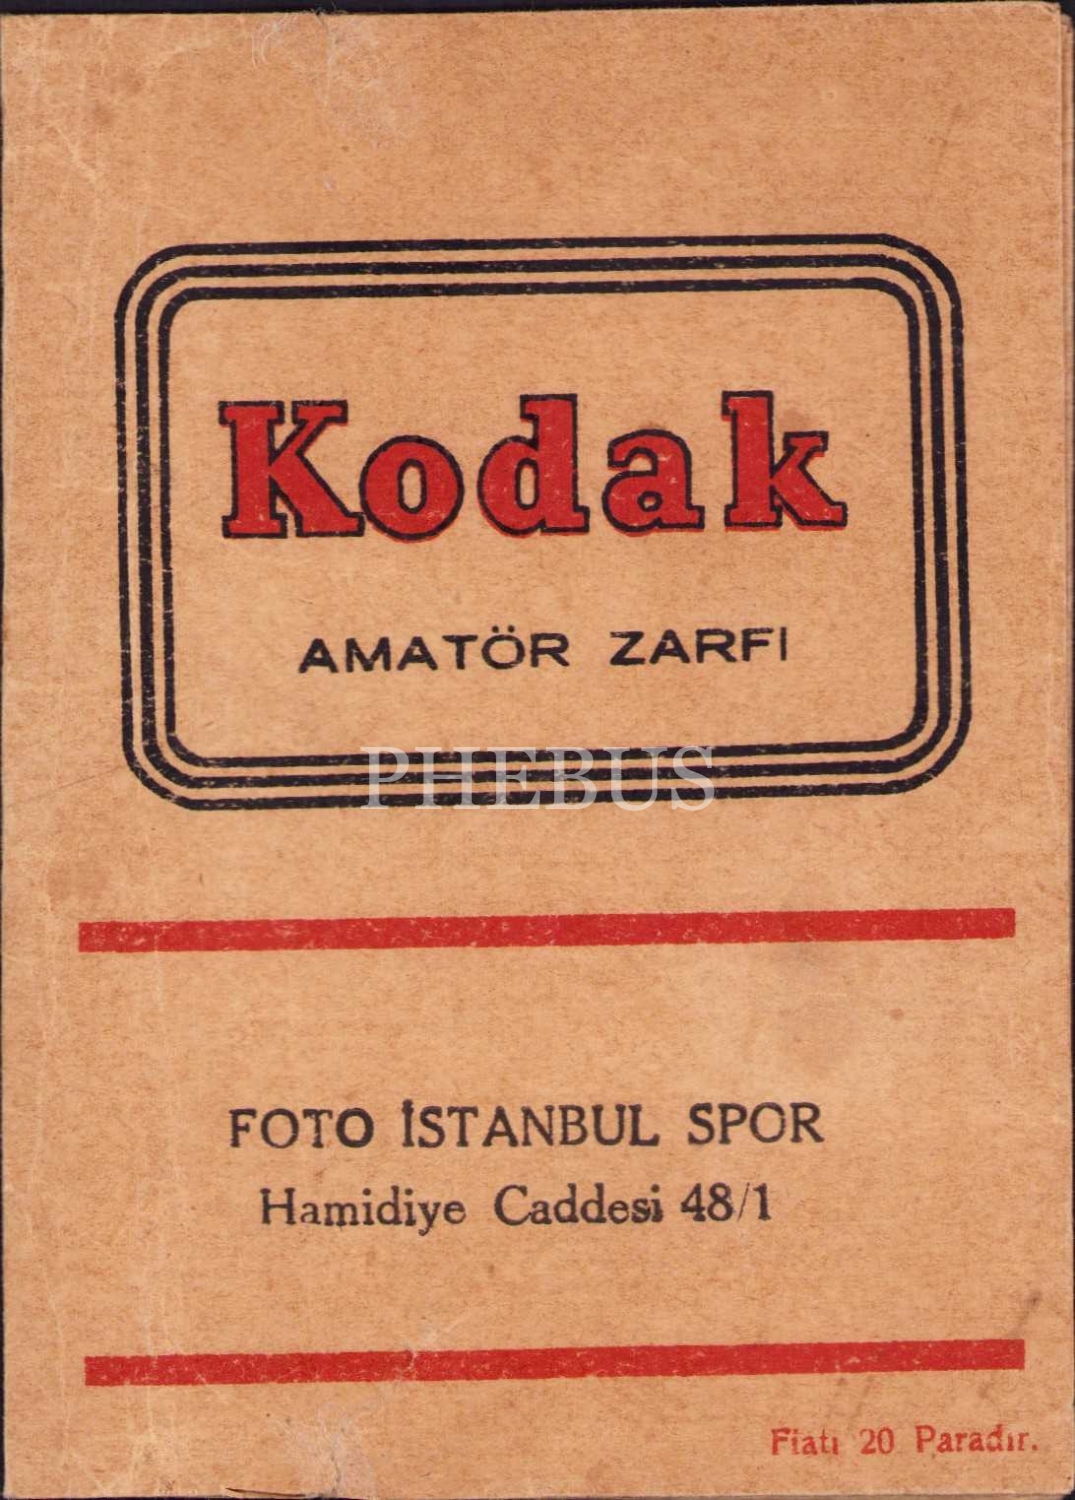 Kodak
AMATÖR ZARFI
PHEBUS
FOTO İSTANBUL SPOR
Hamidiye Caddesi 48/1
Fiatı 20 Paradır.